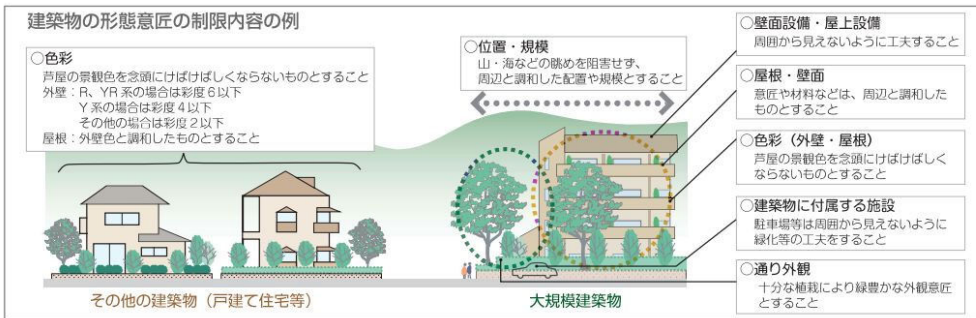 建築物の形態意匠の制限内容の例
○色彩
芦屋の景観色を念頭にけばけばしくならないものとすること
外壁：R、YR 系の場合は彩度６以下
Y 系の場合は彩度４以下
その他の場合は彩度２以下
屋根：外壁色と調和したものとすること
○位置・規模
山・海などの眺めを阻害せず、
周辺と調和した配置や規模とすること
○壁面設備・屋上設備
周囲から見えないように工夫すること
○屋根・壁面
意匠や材料などは、周辺と調和した
ものとすること
○色彩（外壁・屋根）
芦屋の景観色を念頭にけばけばしく
ならないものとすること
○建築物に付属する施設
駐車場等は周囲から見えないように
緑化等の工夫をすること
○通り外観
十分な植栽により緑豊かな外観意匠
とすること
その他の建築物（戸建て住宅等）
大規模建築物